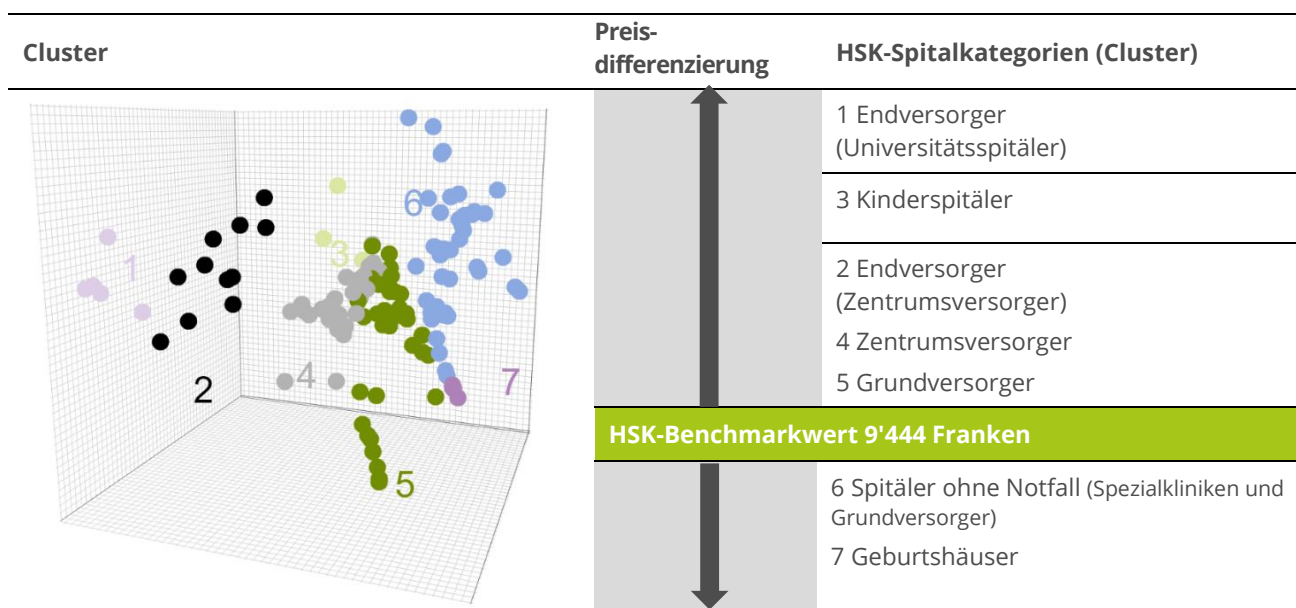 Cluster
Preis-
differenzierung
HSK-Spitalkategorien (Cluster)
1
2
3
4
5
6
7
1 Endversorger
(Universitätsspitäler)
3 Kinderspitäler
2 Endversorger
(Zentrumsversorger)
4 Zentrumsversorger
5 Grundversorger
HSK-Benchmarkwert 9'444 Franken
6 Spitäler ohne Notfall (Spezialkliniken und
Grundversorger)
7 Geburtshäuser